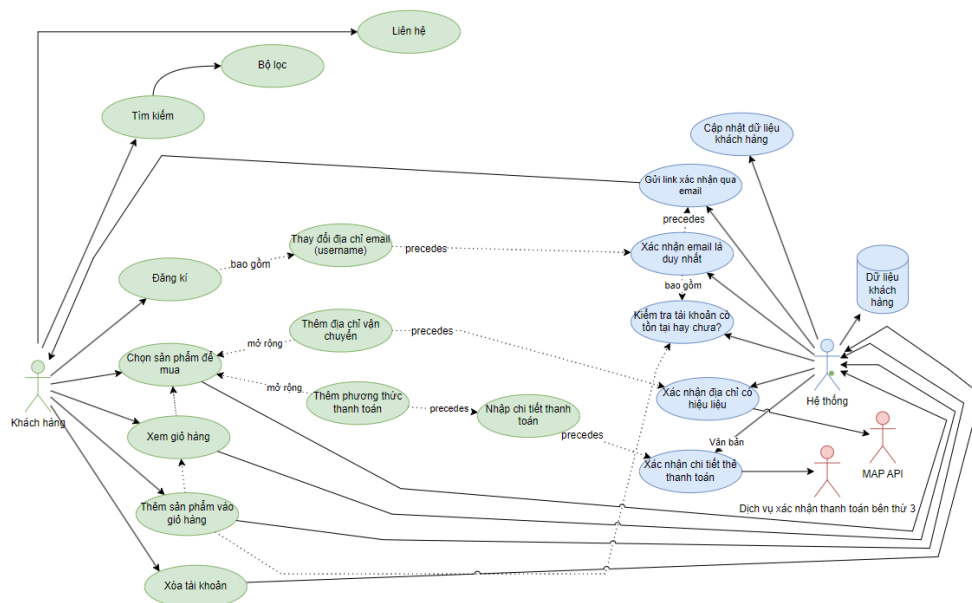 Liên hệ
Bộ lọc
Tìm kiếm
Cập nhật dữ liệu
khách hàng
Gửi link xác nhận qua
email
precedes
Thay đổi địa chỉ email
(username)
precedes
Xác nhận email là
duy nhất
bao gồm
Đăng kí
bao gồm
Dữ liệu
khách
hàng
Thêm địa chỉ vận
chuyển
precedes
Kiểm tra tài khoản có
tồn tại hay chưa?
mở rộng
Chọn sản phẩm để
mua
mở rộng
Thêm phương thức
thanh toán
precedes
Nhập chi tiết thanh
toán
precedes
Xác nhận địa chỉ có
hiệu liệu
Hệ thống
Khách hàng
Xem giỏ hàng
Văn bản
Xác nhận chi tiết thẻ
thanh toán
MAP API
Thêm sản phẩm vào
giỏ hàng
Dịch vụ xác nhận thanh toán bên thứ 3
Xóa tài khoản